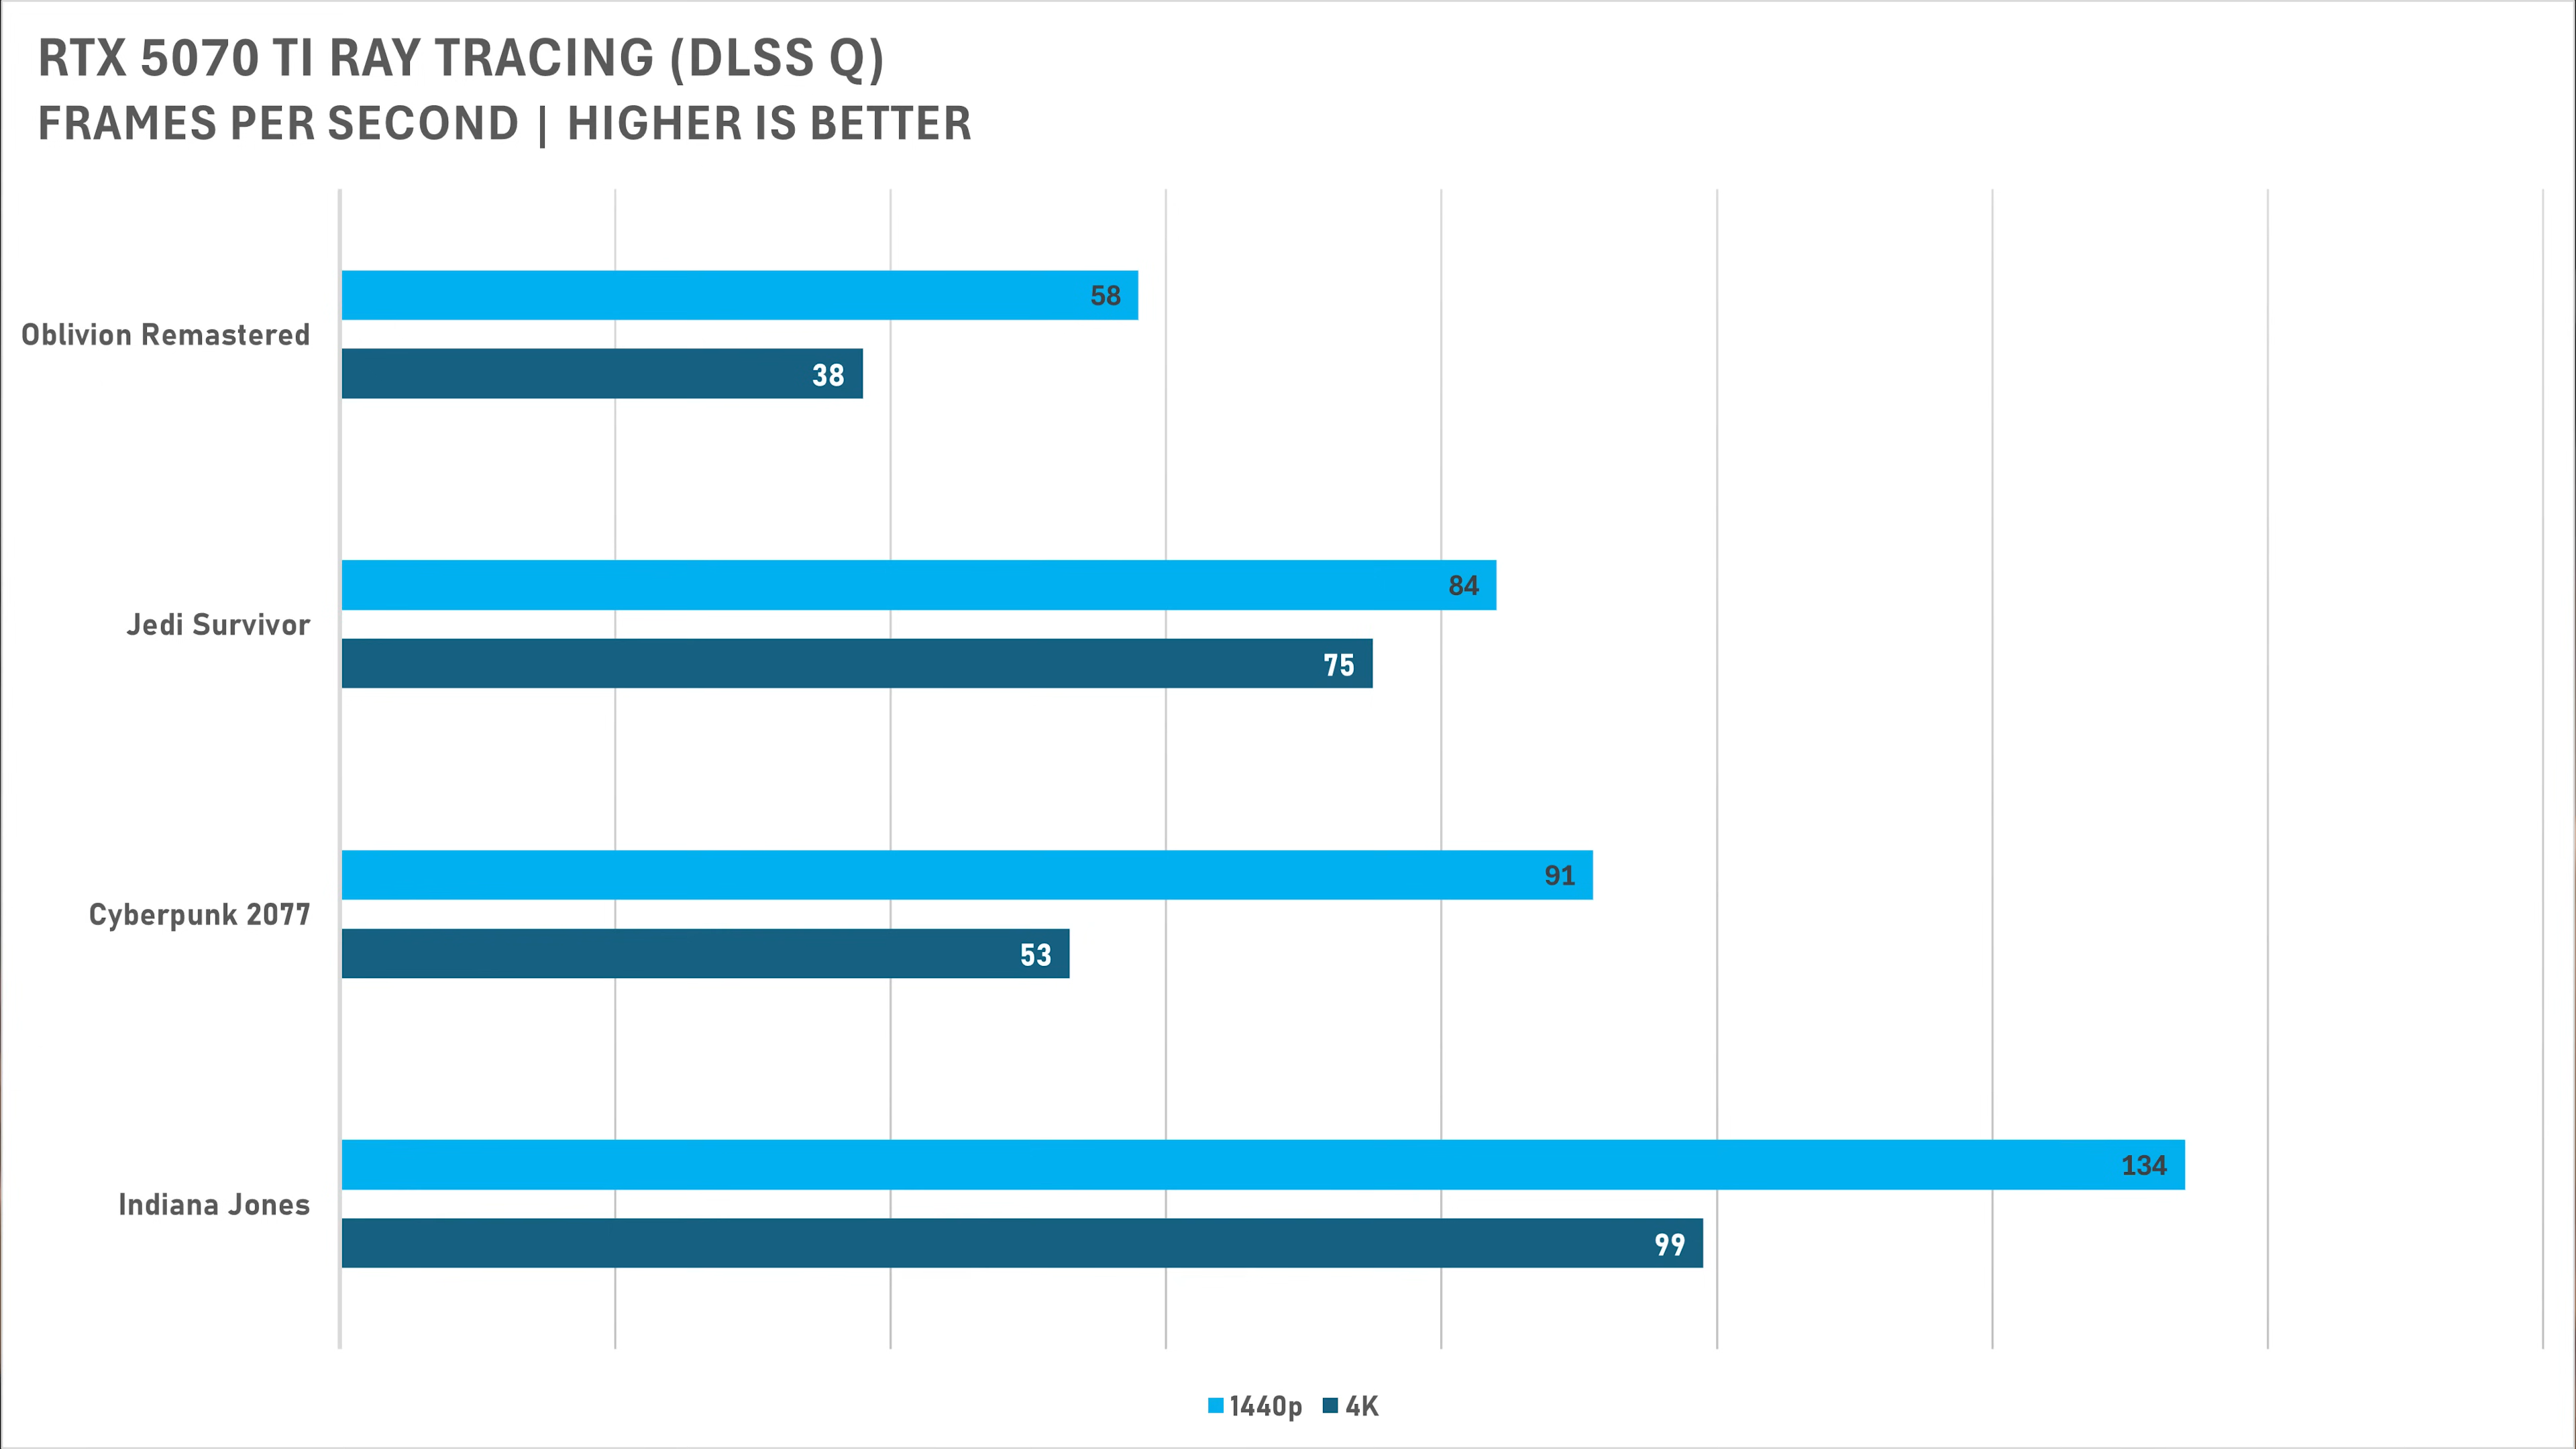 RTX 5070 TI RAY TRACING (DLSS Q)
FRAMES PER SECOND | HIGHER IS BETTER
58
Oblivion Remastered
38
84
Jedi Survivor
75
91
Cyberpunk 2077
53
134
Indiana Jones
99
1440p 4K